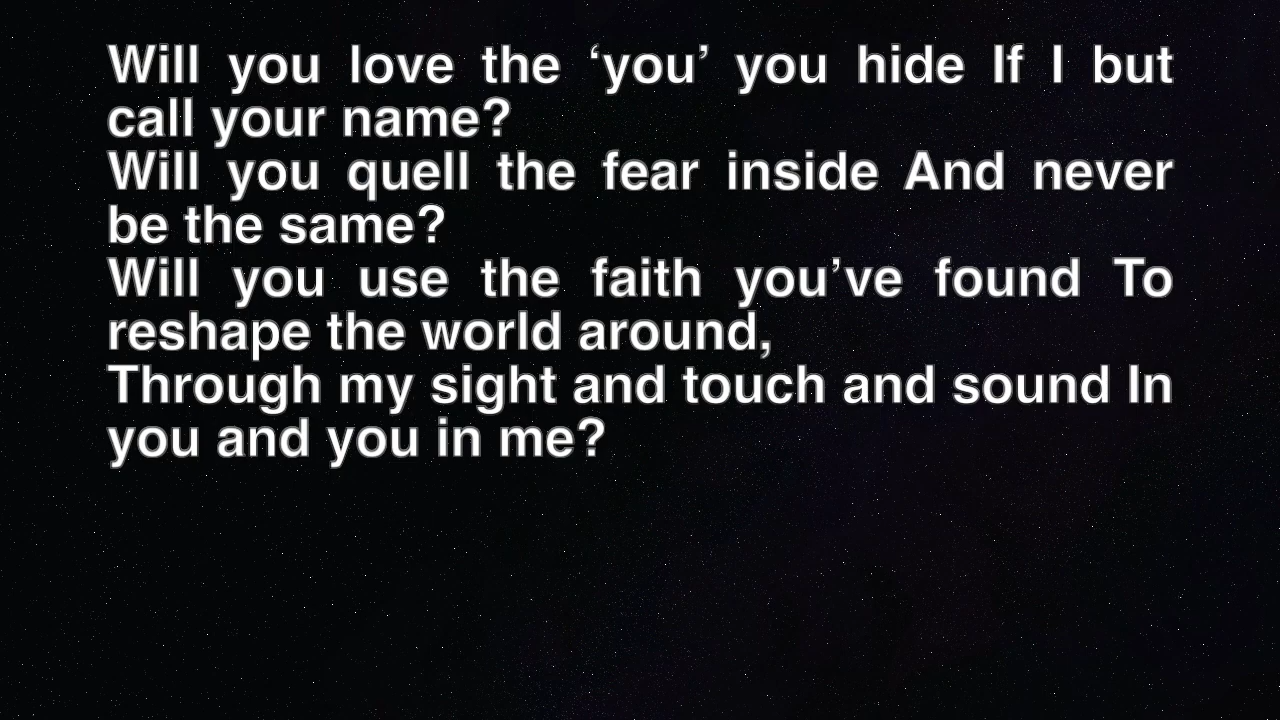 Will you love the ‘you’ you hide If I but
call your name?
Will you quell the fear inside And never
be the same?
Will you use the faith you’ve found To
reshape the world around,
Through my sight and touch and sound In
you and you in me?